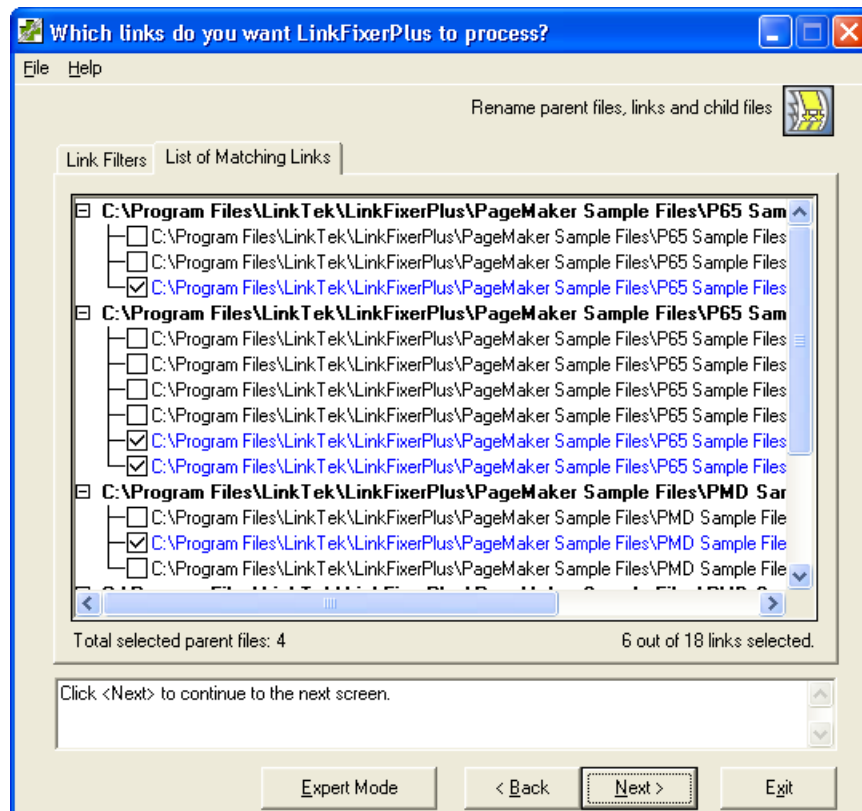 Which links do you want LinkFixerPlus to process?
File Help
Rename parent files, links and child files
Link Filters List of Matching Links
C:\Program Files\LinkTek\LinkFixerPlus\PageMaker Sample Files\P65 Sam
C:\Program Files\LinkTek\LinkFixerPlus\PageMaker Sample Files\P65 Sample Files
C:\Program Files\LinkTek\LinkFixerPlus\PageMaker Sample Files\P65 Sample Files
C:\Program Files\LinkTek\LinkFixerPlus\PageMaker Sample Files\P65 Sample Files
C:\Program Files\LinkTek\LinkFixerPlus\PageMaker Sample Files\P65 Sam
C:\Program Files\LinkTek\LinkFixerPlus\PageMaker Sample Files\P65 Sample Files
C:\Program Files\LinkTek\LinkFixerPlus\PageMaker Sample Files\P65 Sample Files
C:\Program Files\LinkTek\LinkFixerPlus\PageMaker Sample Files\P65 Sample Files
C:\Program Files\LinkTek\LinkFixerPlus\PageMaker Sample Files\P65 Sample Files
C:\Program Files\LinkTek\LinkFixerPlus\PageMaker Sample Files\P65 Sample Files
C:\Program Files\LinkTek\LinkFixerPlus\PageMaker Sample Files\P65 Sample Files
C:\Program Files\LinkTek\LinkFixerPlus\PageMaker Sample Files\PMD Sar
C:\Program Files\LinkTek\LinkFixerPlus\PageMaker Sample Files\PMD Sample File
C:\Program Files\LinkTek\LinkFixerPlus\PageMaker Sample Files\PMD Sample File
C:\Program Files\LinkTek\LinkFixerPlus\PageMaker Sample Files\PMD Sample File
Total selected parent files: 4 6 out of 18 links selected.
Click <Next> to continue to the next screen.
Expert Mode < Back Next > Exit